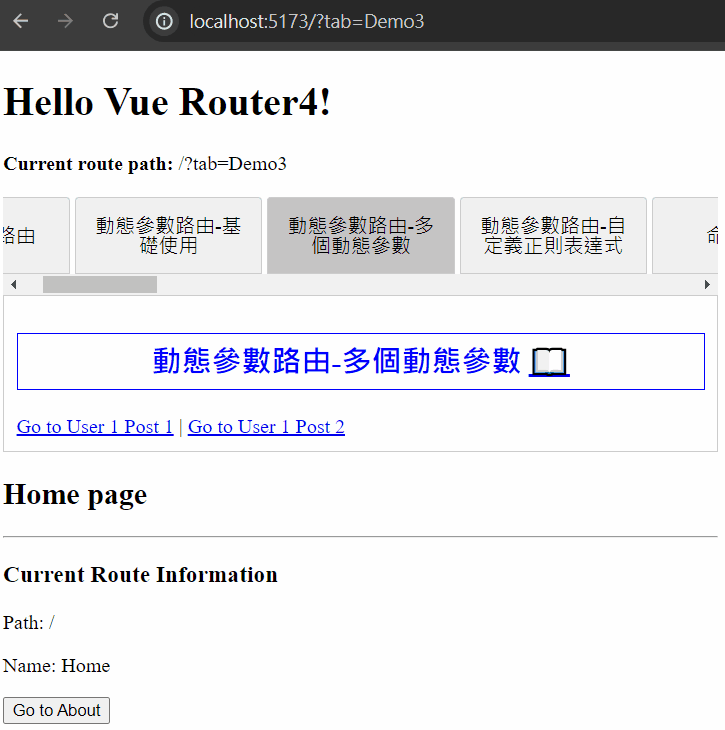 localhost:5173/?tab=Demo3
Hello Vue Router4!
Current route path: /?tab=Demo3
路由
動態參數路由-基
礎使用
動態參數路由-多
個動態參數
動態參數路由-自
定義正則表達式
命
動態參數路由-多個動態參數
Go to User 1 Post 1 | Go to User 1 Post 2
Home page
Current Route Information
Path: /
Name: Home
Go to About